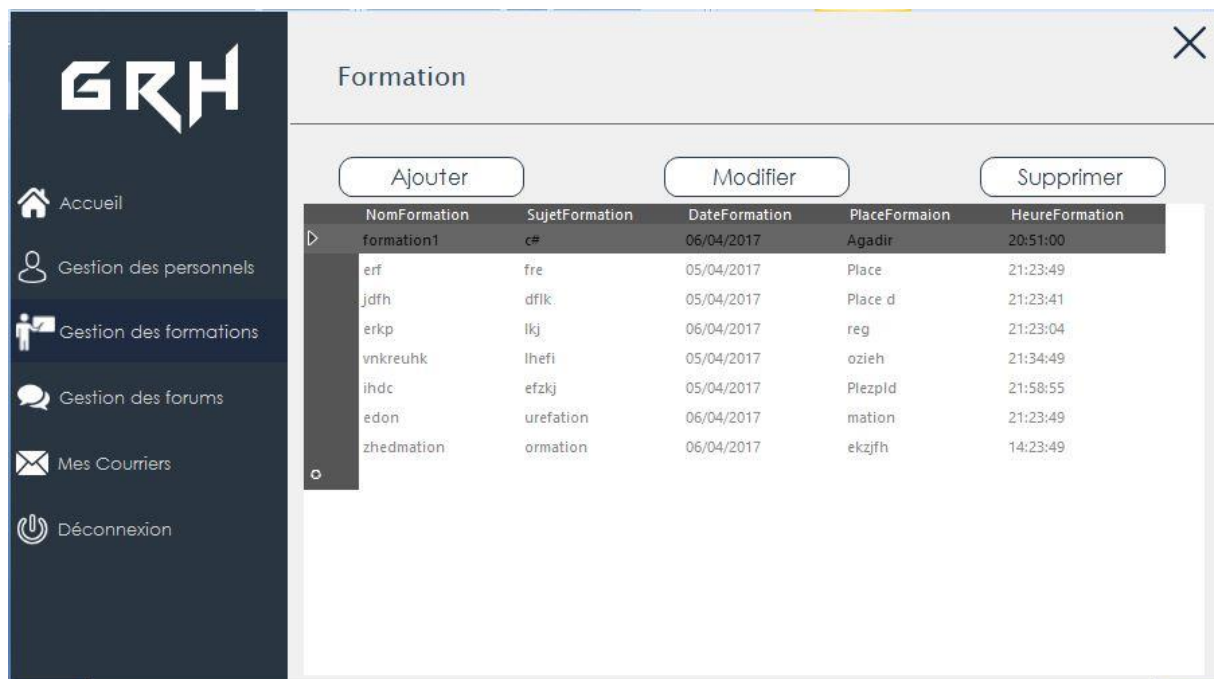 GRH
Formation
Accueil
Gestion des personnels
Gestion des formations
Gestion des forums
Mes Courriers
Déconnexion
Ajouter Modifier Supprimer
NomFormation SujetFormation DateFormation PlaceFormaion HeureFormation
formation1 c# 06/04/2017 Agadir 20:51:00
erf fre 05/04/2017 Place 21:23:49
jdfh dflk 05/04/2017 Place d 21:23:41
erkp lkj 06/04/2017 reg 21:23:04
vnkreuhk lhefi 05/04/2017 ozieh 21:34:49
ihdc efzkj 05/04/2017 Plezpld 21:58:55
edon urefation 06/04/2017 mation 21:23:49
zhedmation ormation 06/04/2017 ekzjfh 14:23:49